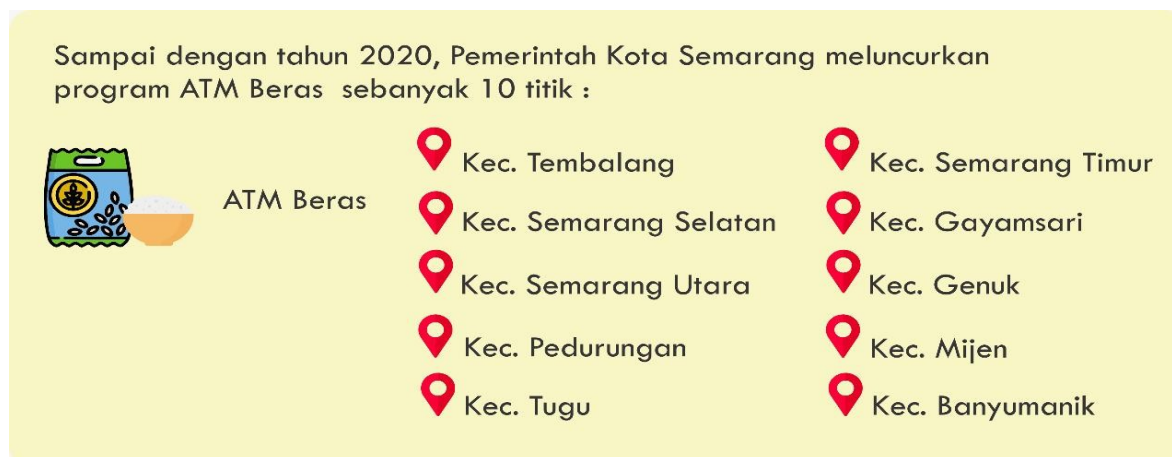 Sampai dengan tahun 2020, Pemerintah Kota Semarang meluncurkan
program ATM Beras sebanyak 10 titik :
ATM Beras
Kec. Tembalang
Kec. Semarang Selatan
Kec. Semarang Utara
Kec. Pedurungan
Kec. Tugu
Kec. Semarang Timur
Kec. Gayamsari
Kec. Genuk
Kec. Mijen
Kec. Banyumanik